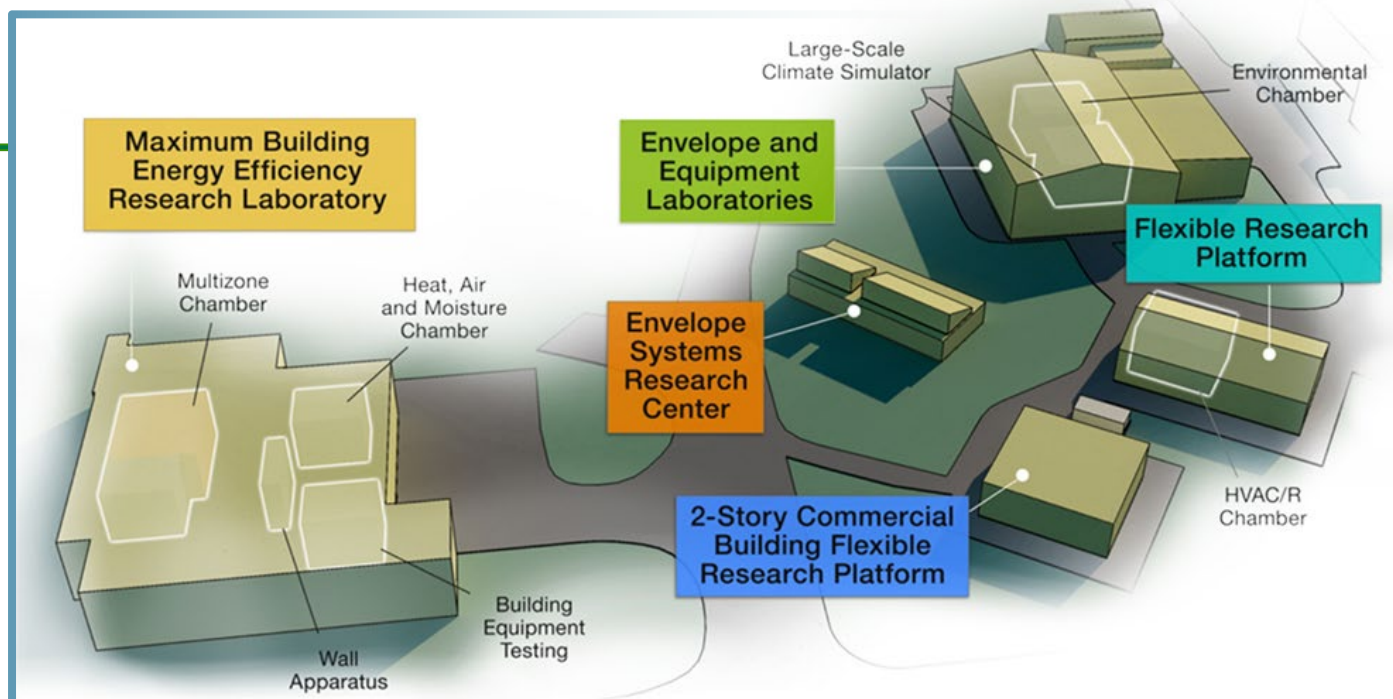 Large-Scale
Climate Simulator
Environmental
Chamber
Maximum Building
Energy Efficiency
Research Laboratory
Envelope and
Equipment
Laboratories
Flexible Research
Platform
Multizone
Chamber
Heat, Air
and Moisture
Chamber
Envelope
Systems
Research
Center
2-Story Commercial
Building Flexible
Research Platform
HVAC/R
Chamber
Building
Equipment
Testing
Wall
Apparatus